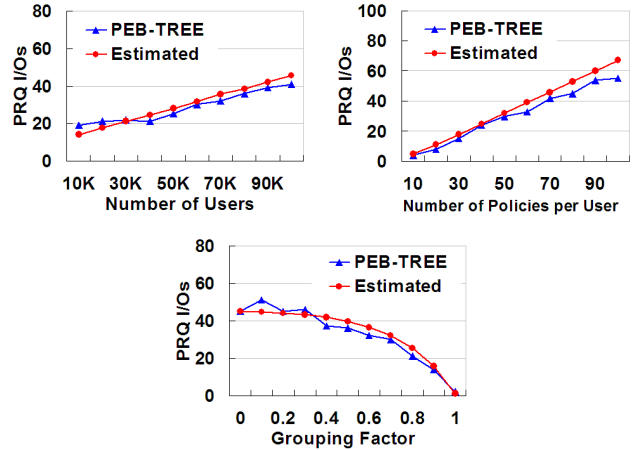 80
60
40
20
0
PRQ I/Os
PEB-TREE
Estimated
10K 30K 50K 70K 90K
Number of Users
100
80
60
40
20
0
PRQ I/Os
PEB-TREE
Estimated
10 30 50 70 90
Number of Policies per User
80
60
40
20
0
PRQ I/Os
PEB-TREE
Estimated
0 0.2 0.4 0.6 0.8 1
Grouping Factor